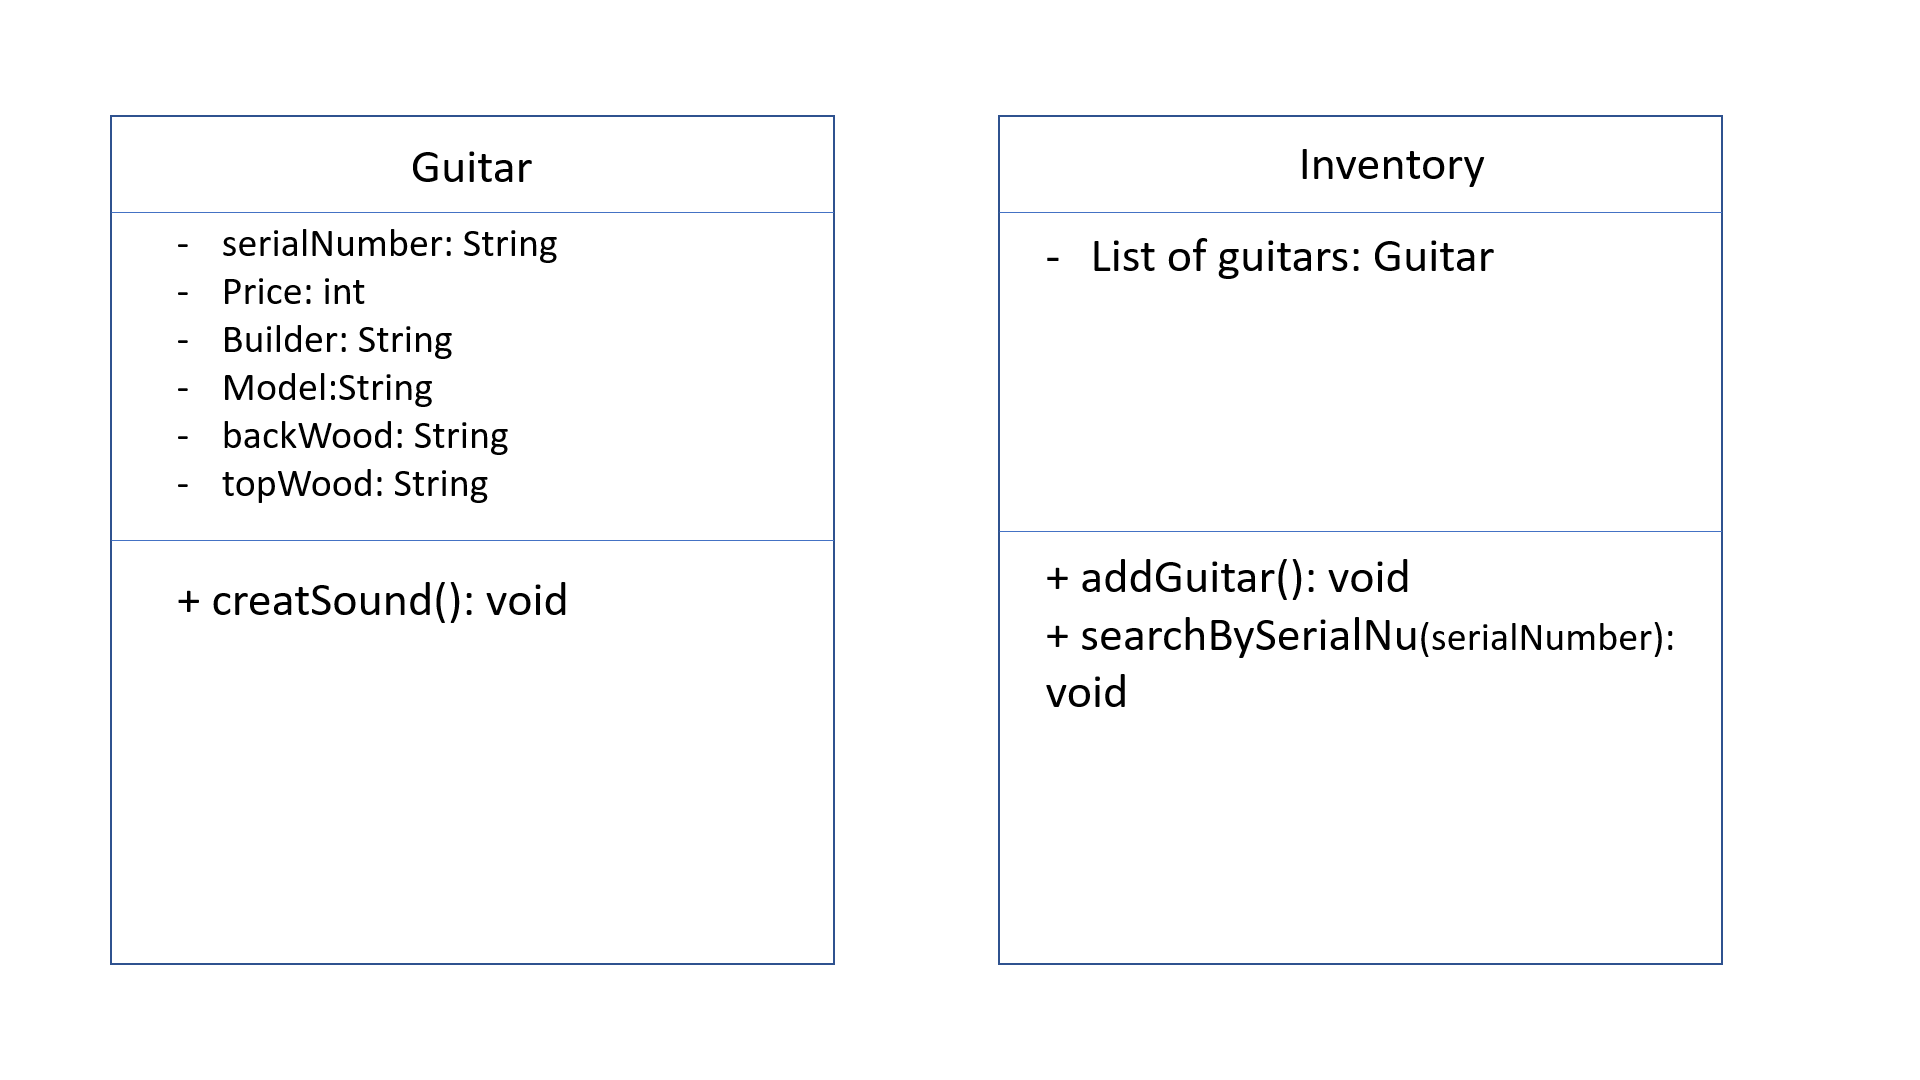 Guitar
- serialNumber: String
- Price: int
- Builder: String
- Model:String
- backWood: String
- topWood: String
+ creatSound(): void
Inventory
- List of guitars: Guitar
+ addGuitar(): void
+ searchBySerialNu(serialNumber):
void